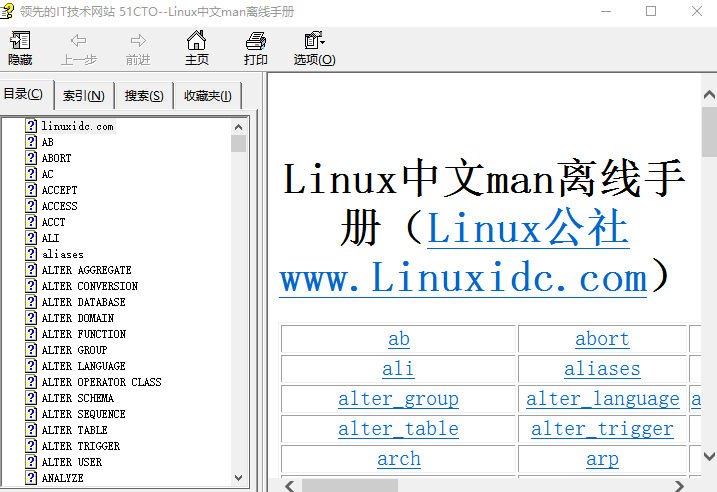 领先的IT技术网站 51CTO--Linux中文man离线手册
隐藏 上一步 前进 主页 打印 选项(O)
目录(C) 索引(N) 搜索(S) 收藏夹(I)
linuxidc.com
AB
ABORT
AC
ACCEPT
ACCESS
ACCT
ALI
aliases
ALTER AGGREGATE
ALTER CONVERSION
ALTER DATABASE
ALTER DOMAIN
ALTER FUNCTION
ALTER GROUP
ALTER LANGUAGE
ALTER OPERATOR CLASS
ALTER SCHEMA
ALTER SEQUENCE
ALTER TABLE
ALTER TRIGGER
ALTER USER
ANALYZE
Linux中文man离线手
册（Linux公社
www.Linuxidc.com）
ab abort
ali aliases
alter_group alter_language a
alter_table alter_trigger
arch arp